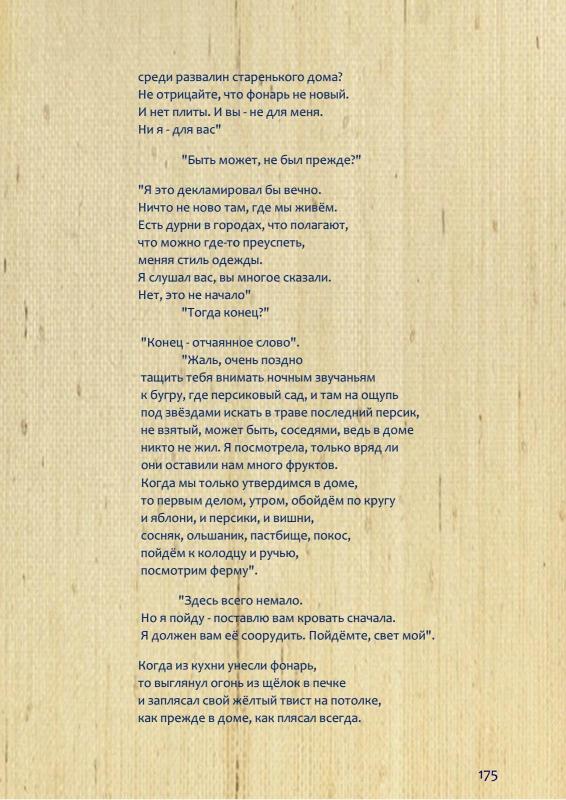 среди развалин старенького дома?
Не отрицайте, что фонарь не новый.
И нет плиты. И вы - не для меня.
Ни я - для вас"
"Быть может, не был прежде?"
"Я это декламировал бы вечно.
Ничто не ново там, где мы живём.
Есть дурни в городах, что полагают,
что можно где-то преуспеть,
меняя стиль одежды.
Я слушал вас, вы многое сказали.
Нет, это не начало"
"Тогда конец?"
"Конец - отчаянное слово".
"Жаль, очень поздно
тащить тебя внимать ночным звучаньям
к бугру, где персиковый сад, и там на ощупь
под звёздами искать в траве последний персик,
не взятый, может быть, соседями, ведь в доме
никто не жил. Я посмотрела, только вряд ли
они оставили нам много фруктов.
Когда мы только утвердимся в доме,
то первым делом, утром, обойдём по кругу
и яблони, и персики, и вишни,
сосняк, ольшаник, пастбище, покос,
пойдём к колодцу и ручью,
посмотрим ферму".
"Здесь всего немало.
Но я пойду - поставлю вам кровать сначала.
Я должен вам её соорудить. Пойдёмте, свет мой".
Когда из кухни унесли фонарь,
то выглянул огонь из щёлок в печке
и заплясал свой жёлтый твист на потолке,
как прежде в доме, как плясал всегда.
175